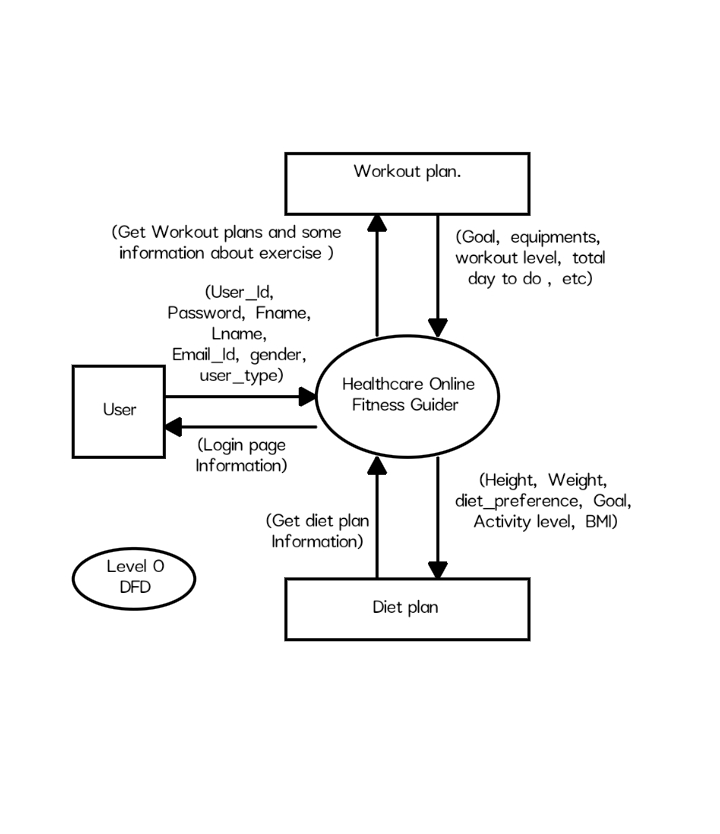 Workout plan.
(Get Workout plans and some
information about exercise )
(Goal, equipments,
workout level, total
day to do , etc)
(User_Id,
Password, Fname,
Lname,
Email_Id, gender,
user_type)
Healthcare Online
Fitness Guider
User
(Login page
Information)
(Height, Weight,
diet_preference, Goal,
Activity level, BMI)
(Get diet plan
Information)
Level 0
DFD
Diet plan